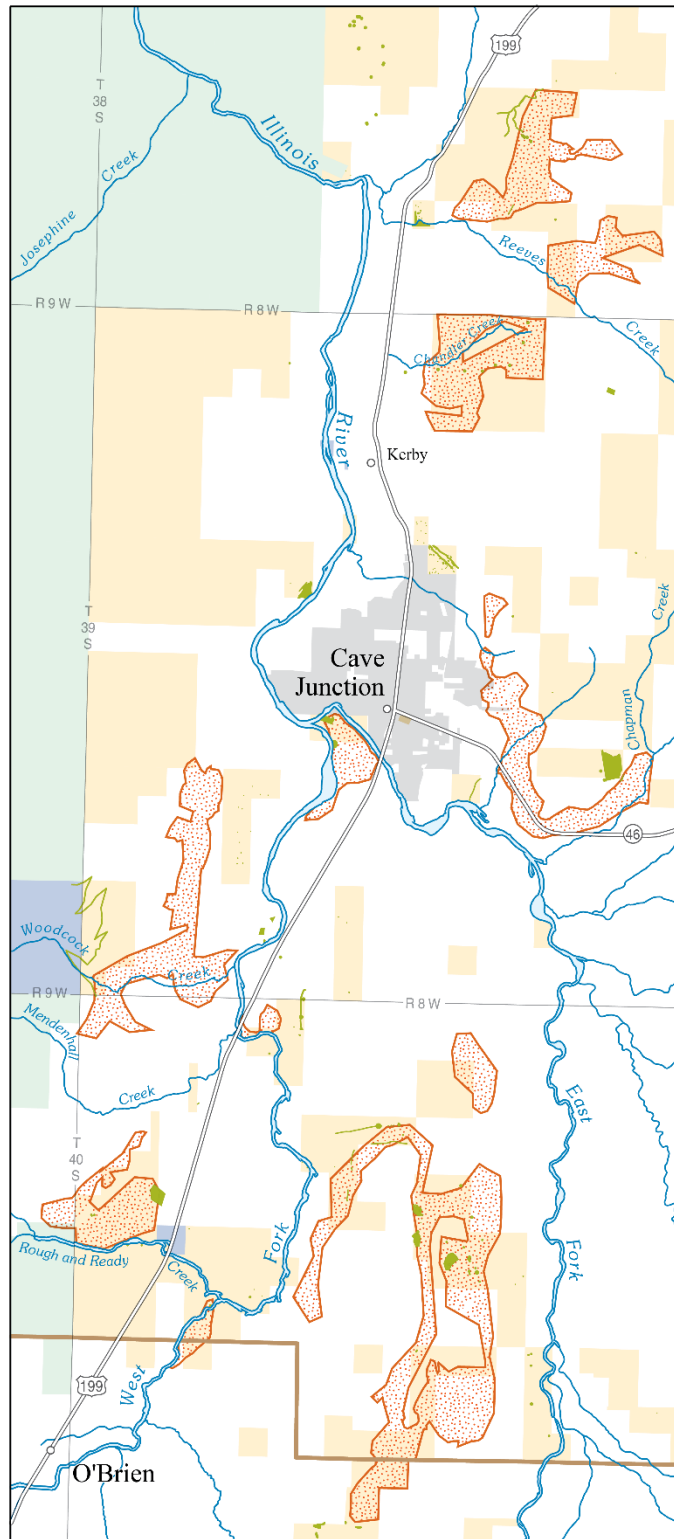 199
T
38
S
Illinois
Josephine Creek
Reeves Creek
R 9 W
R 8 W
Chandler Creek
River
Kerby
T
39
S
Cave
Junction
Chapman Creek
46
Woodcock Creek
R 9 W
R 8 W
Mendenhall Creek
East Fork
T
40
S
Rough and Ready Creek
West Fork
199
O'Brien